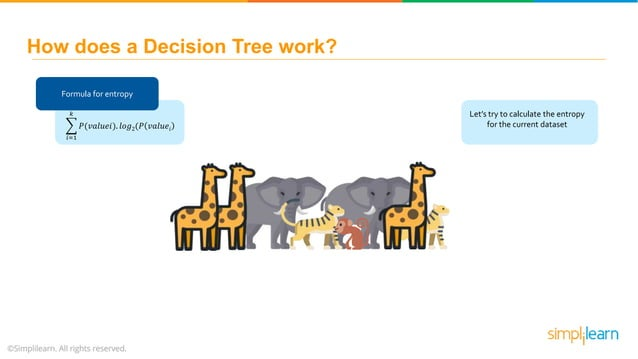 How does a Decision Tree work?
Formula for entropy
k
∑ P(valuei). log₂(P(valueᵢ)
i=1
Let's try to calculate the entropy
for the current dataset
simplilearn
©Simplilearn. All rights reserved.